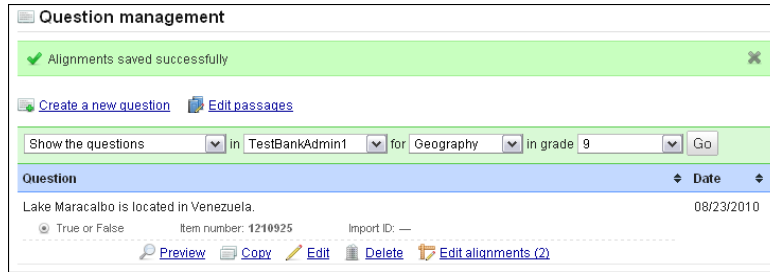 Question management
Alignments saved successfully
Create a new question Edit passages
Show the questions in TestBankAdmin1 for Geography in grade 9 Go
Question Date
Lake Maracalbo is located in Venezuela. 08/23/2010
True or False Item number: 1210925 Import ID: —
Preview Copy Edit Delete Edit alignments (2)